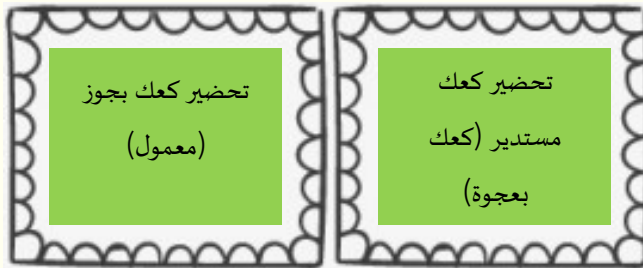 تحضير كعك
مستدير (كعك
بعجوة)
تحضير كعك بجوز
(معمول)